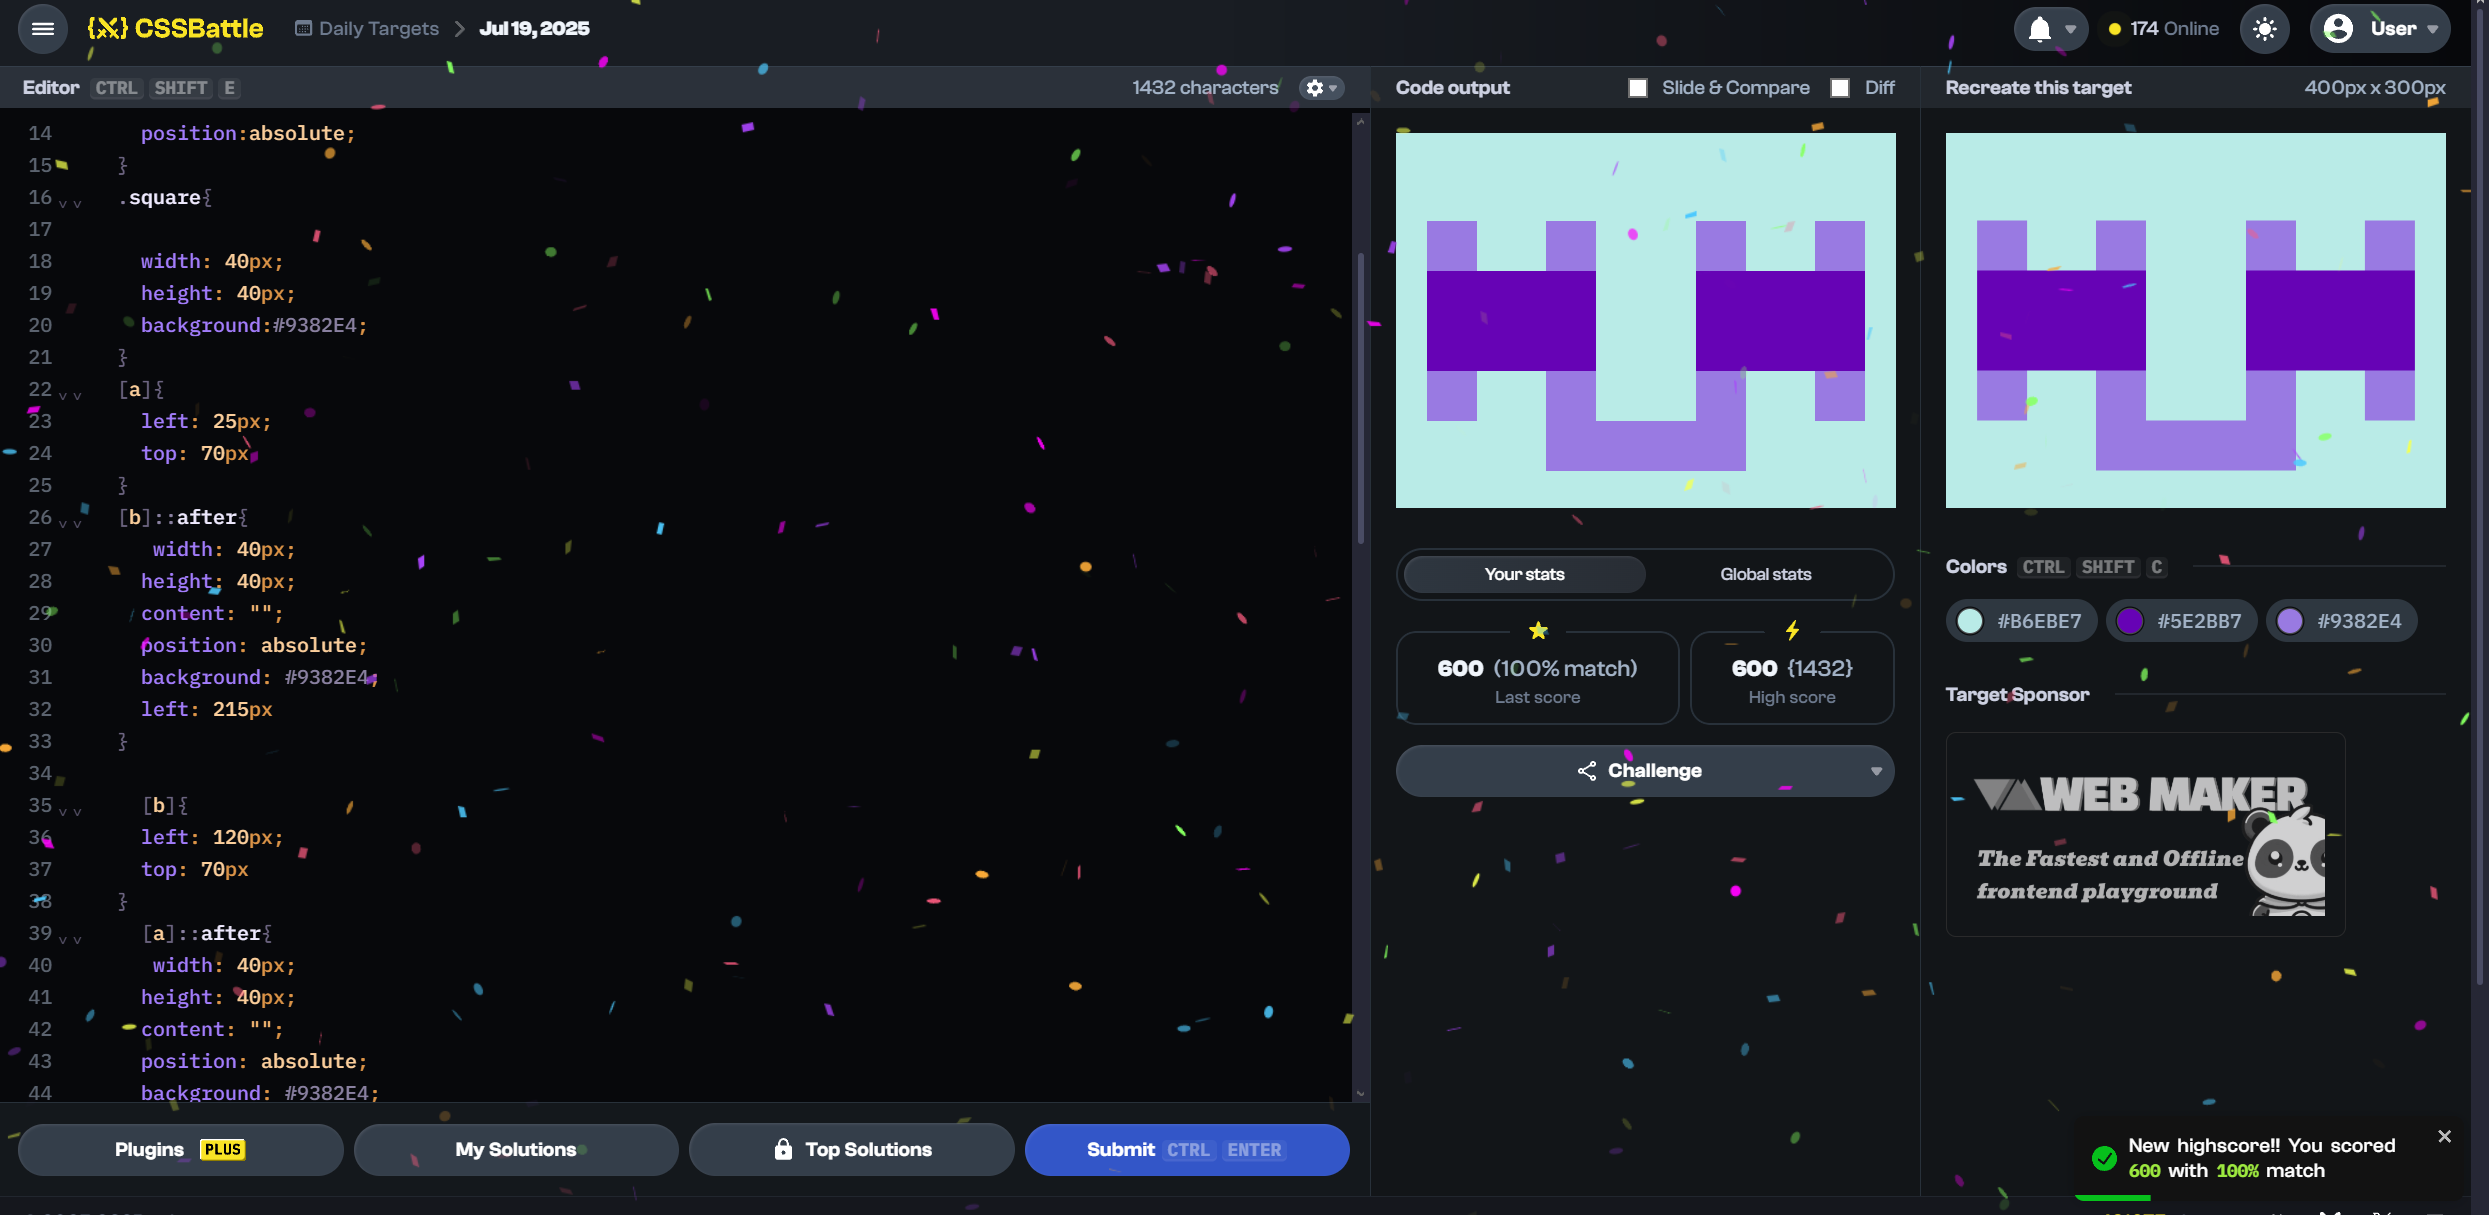 CSSBattle
Daily Targets > Jul 19, 2025
174 Online
User
Editor CTRL SHIFT E
1432 characters
Code output
Slide & Compare
Diff
Recreate this target
400px x 300px
14 position:absolute;
15 }
16 .square{
17
18 width: 40px;
19 height: 40px;
20 background:#9382E4;
21 }
22 [a]{
23 left: 25px;
24 top: 70px
25 }
26 [b]::after{
27 width: 40px;
28 height: 40px;
29 content: "";
30 position: absolute;
31 background: #9382E4;
32 left: 215px
33 }
34
35 [b]{
36 left: 120px;
37 top: 70px
38 }
39 [a]::after{
40 width: 40px;
41 height: 40px;
42 content: "";
43 position: absolute;
44 background: #9382E4;
Your stats
Global stats
600 (100% match)
Last score
600 {1432}
High score
Challenge
Colors CTRL SHIFT C
#B6EBE7
#5E2BB7
#9382E4
Target Sponsor
WEB MAKER
The Fastest and Offline
frontend playground
Plugins PLUS
My Solutions
Top Solutions
Submit CTRL ENTER
New highscore!! You scored
600 with 100% match